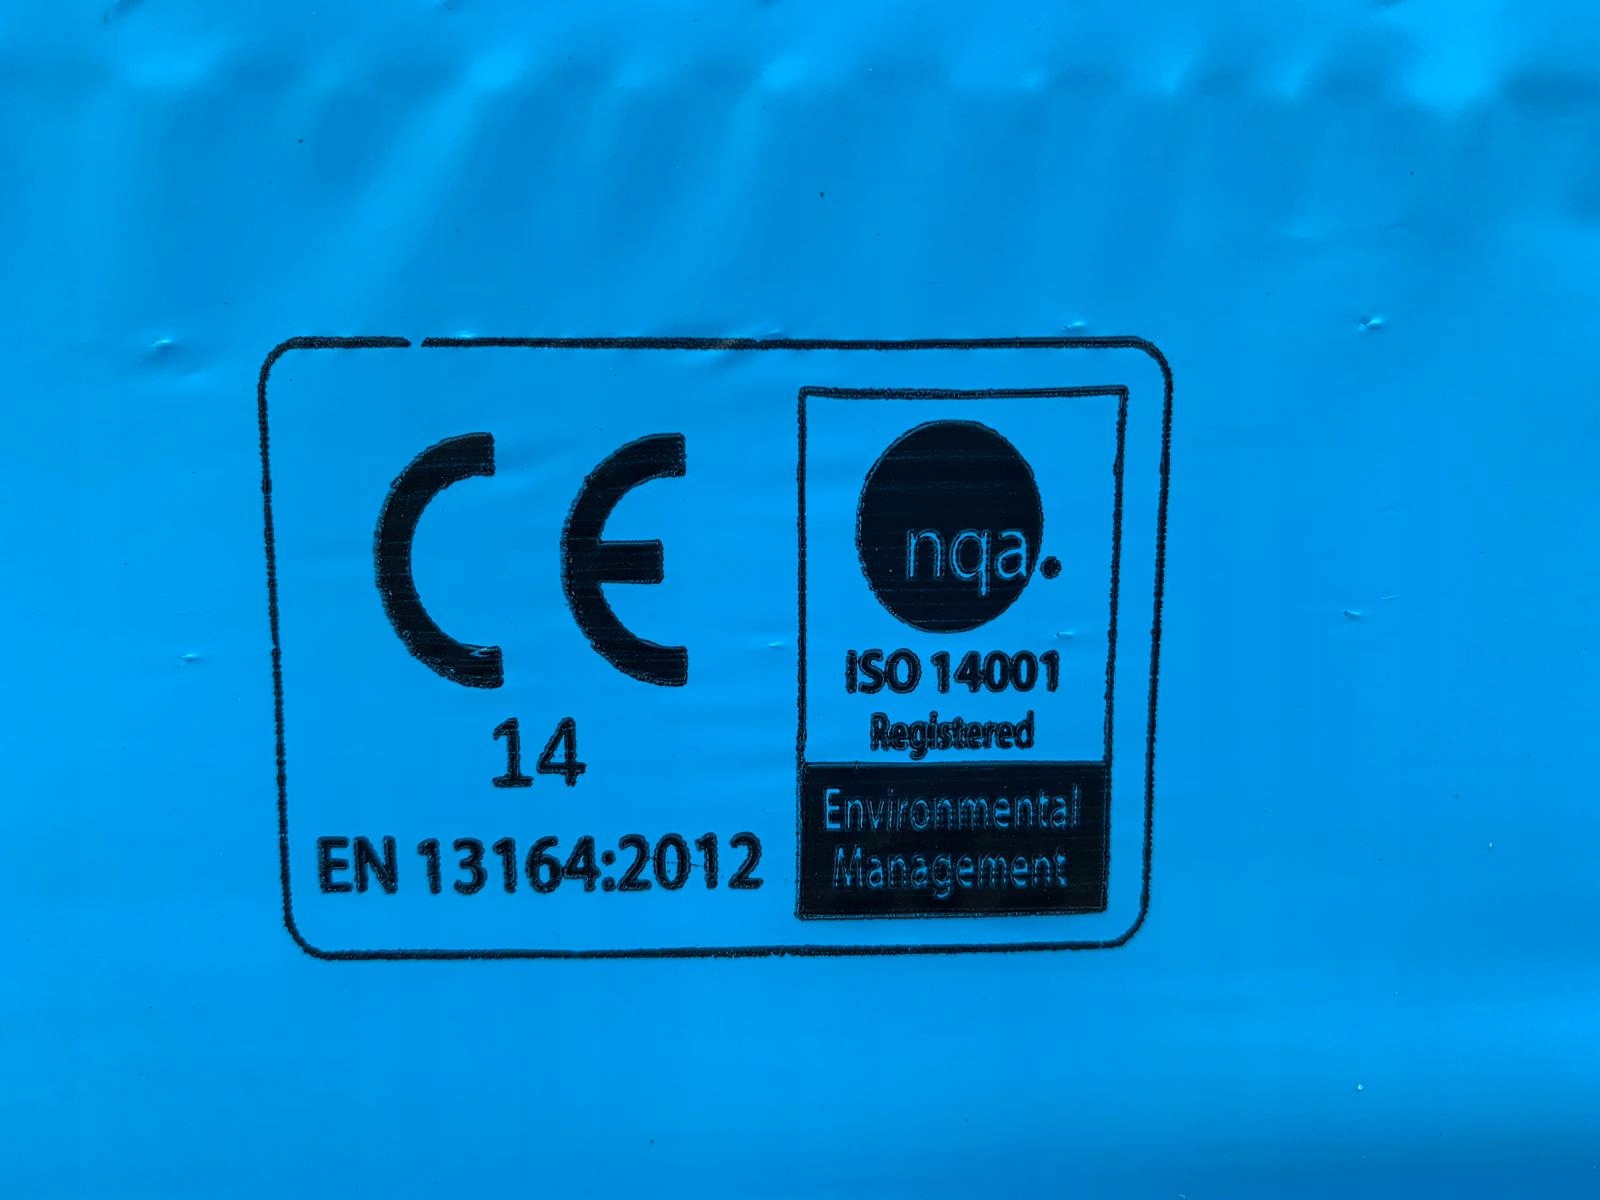 CE
14
EN 13164:2012
nqa.
ISO 14001
Registered
Environmental
Management